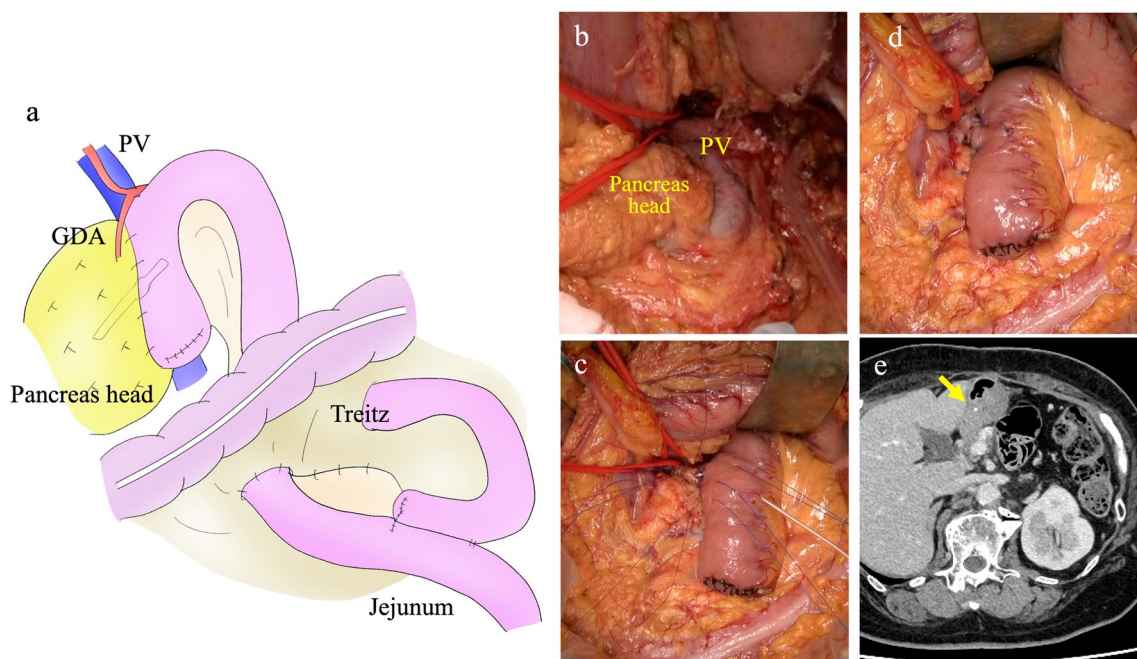 a
PV
GDA
Pancreas head
Treitz
Jejunum
b
PV
Pancreas
head
c
d
e